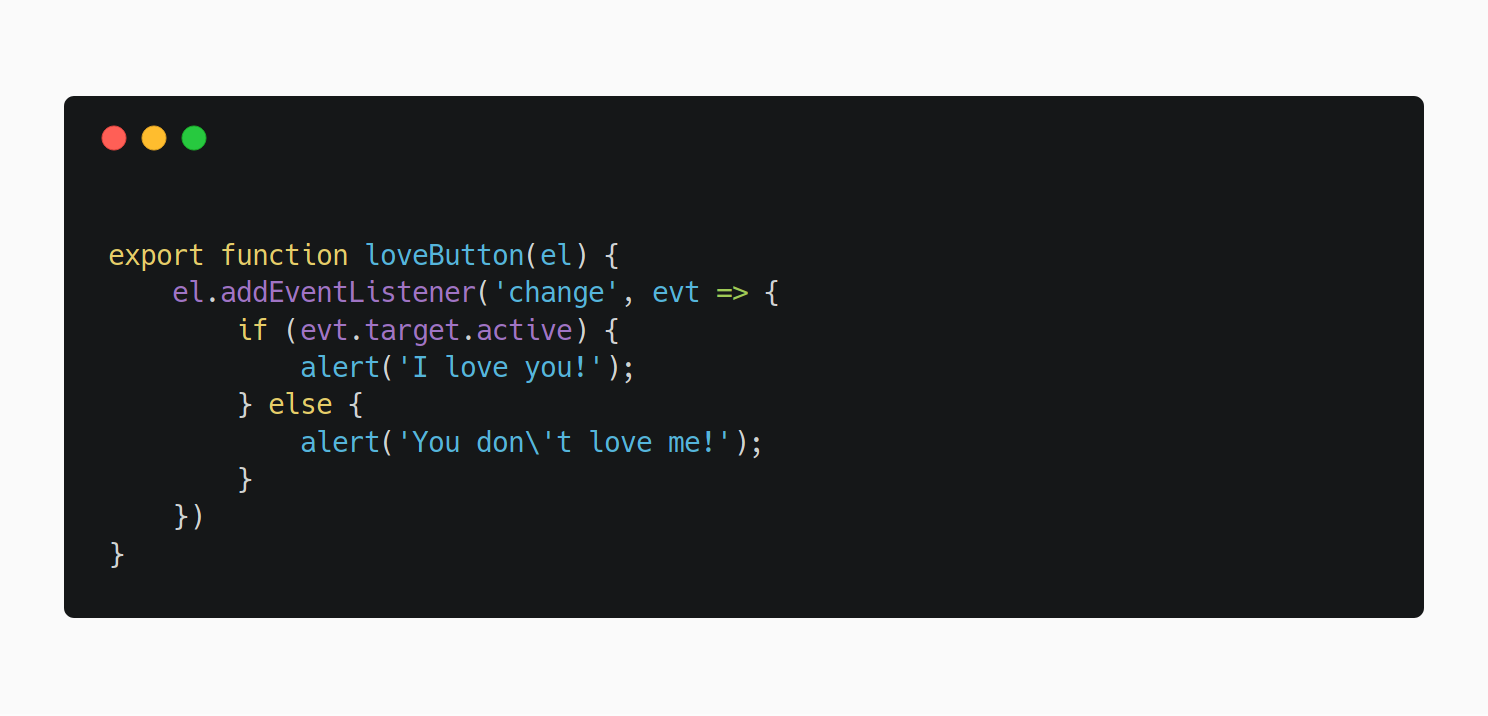 export function loveButton(el) {
    el.addEventListener('change', evt => {
        if (evt.target.active) {
            alert('I love you!');
        } else {
            alert('You don\'t love me!');
        }
    })
}